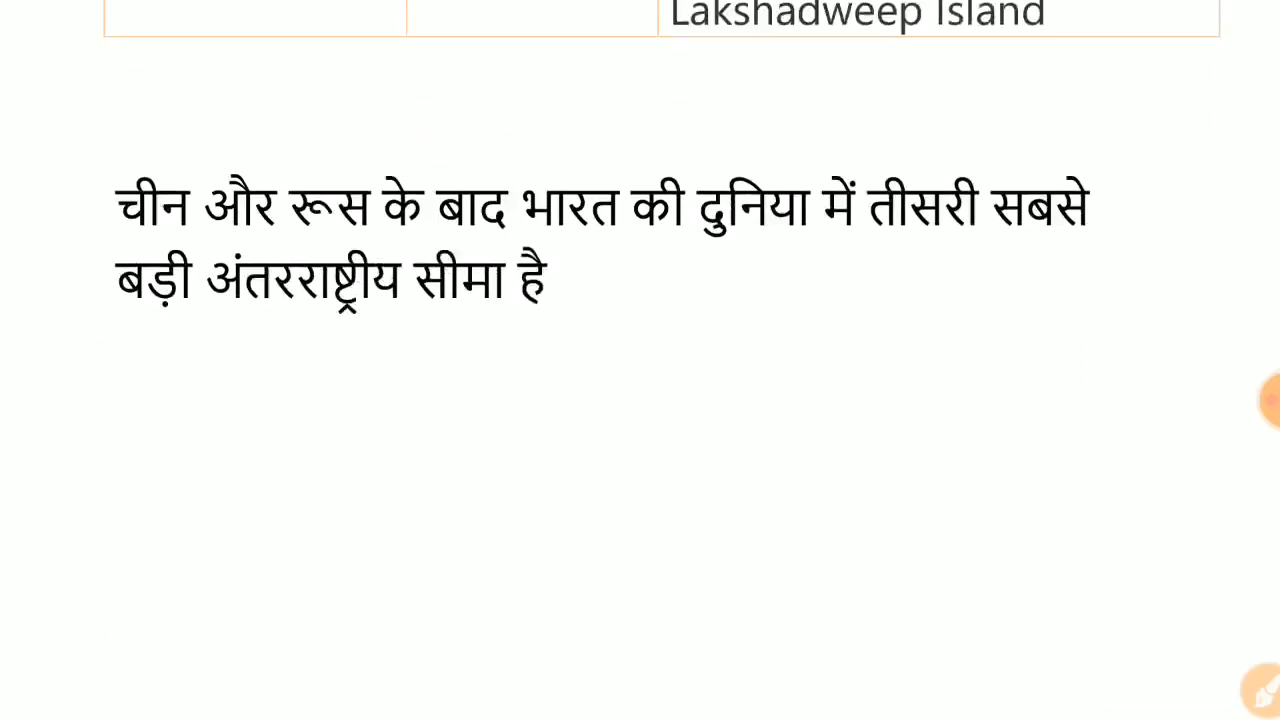 Lakshadweep Island
चीन और रूस के बाद भारत की दुनिया में तीसरी सबसे
बड़ी अंतरराष्ट्रीय सीमा है